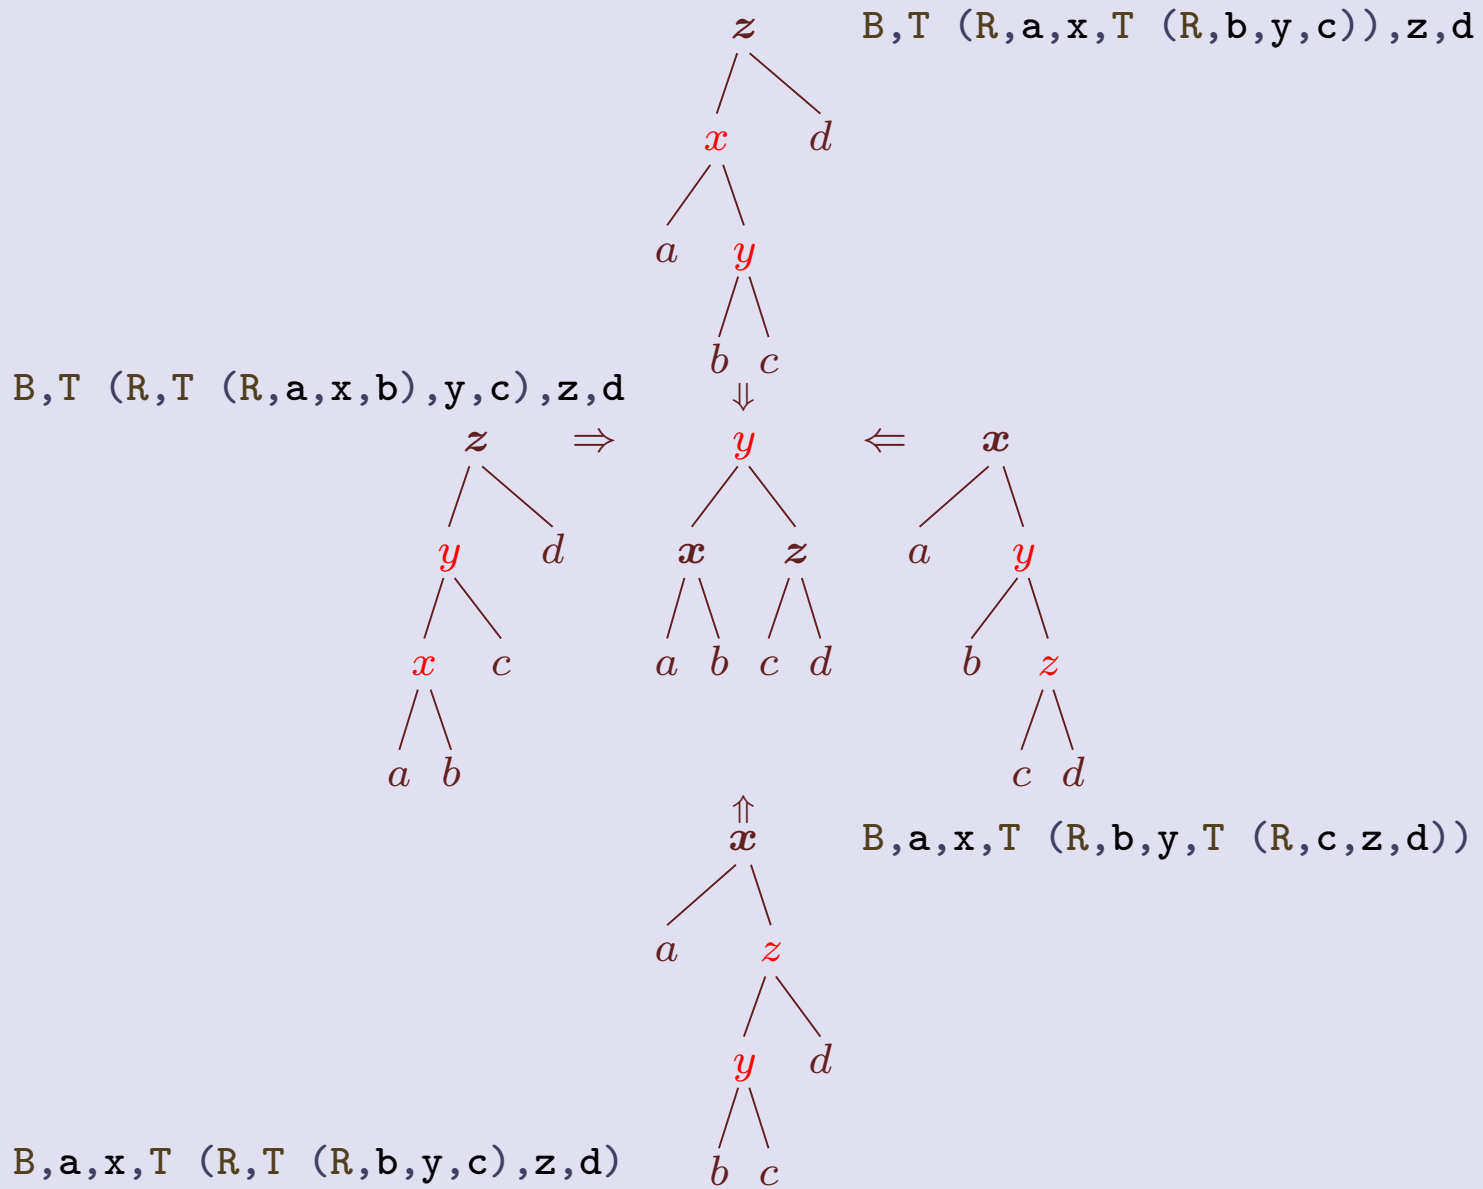 z B,T (R,a,x,T (R,b,y,c)),z,d
x d
a y
b c
B,T (R,T (R,a,x,b),y,c),z,d
⇓
z ⇒ y ⇐ x
y d x z a y
x c a b c d b z
a b c d
⇑
x B,a,x,T (R,b,y,T (R,c,z,d))
a z
y d
B,a,x,T (R,T (R,b,y,c),z,d)
b c